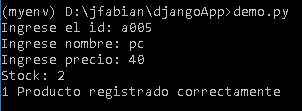 (myenv) D:\jfabian\djangoApp>demo.py
Ingrese el id: a005
Ingrese nombre: pc
Ingrese precio: 40
Stock: 2
1 Producto registrado correctamente